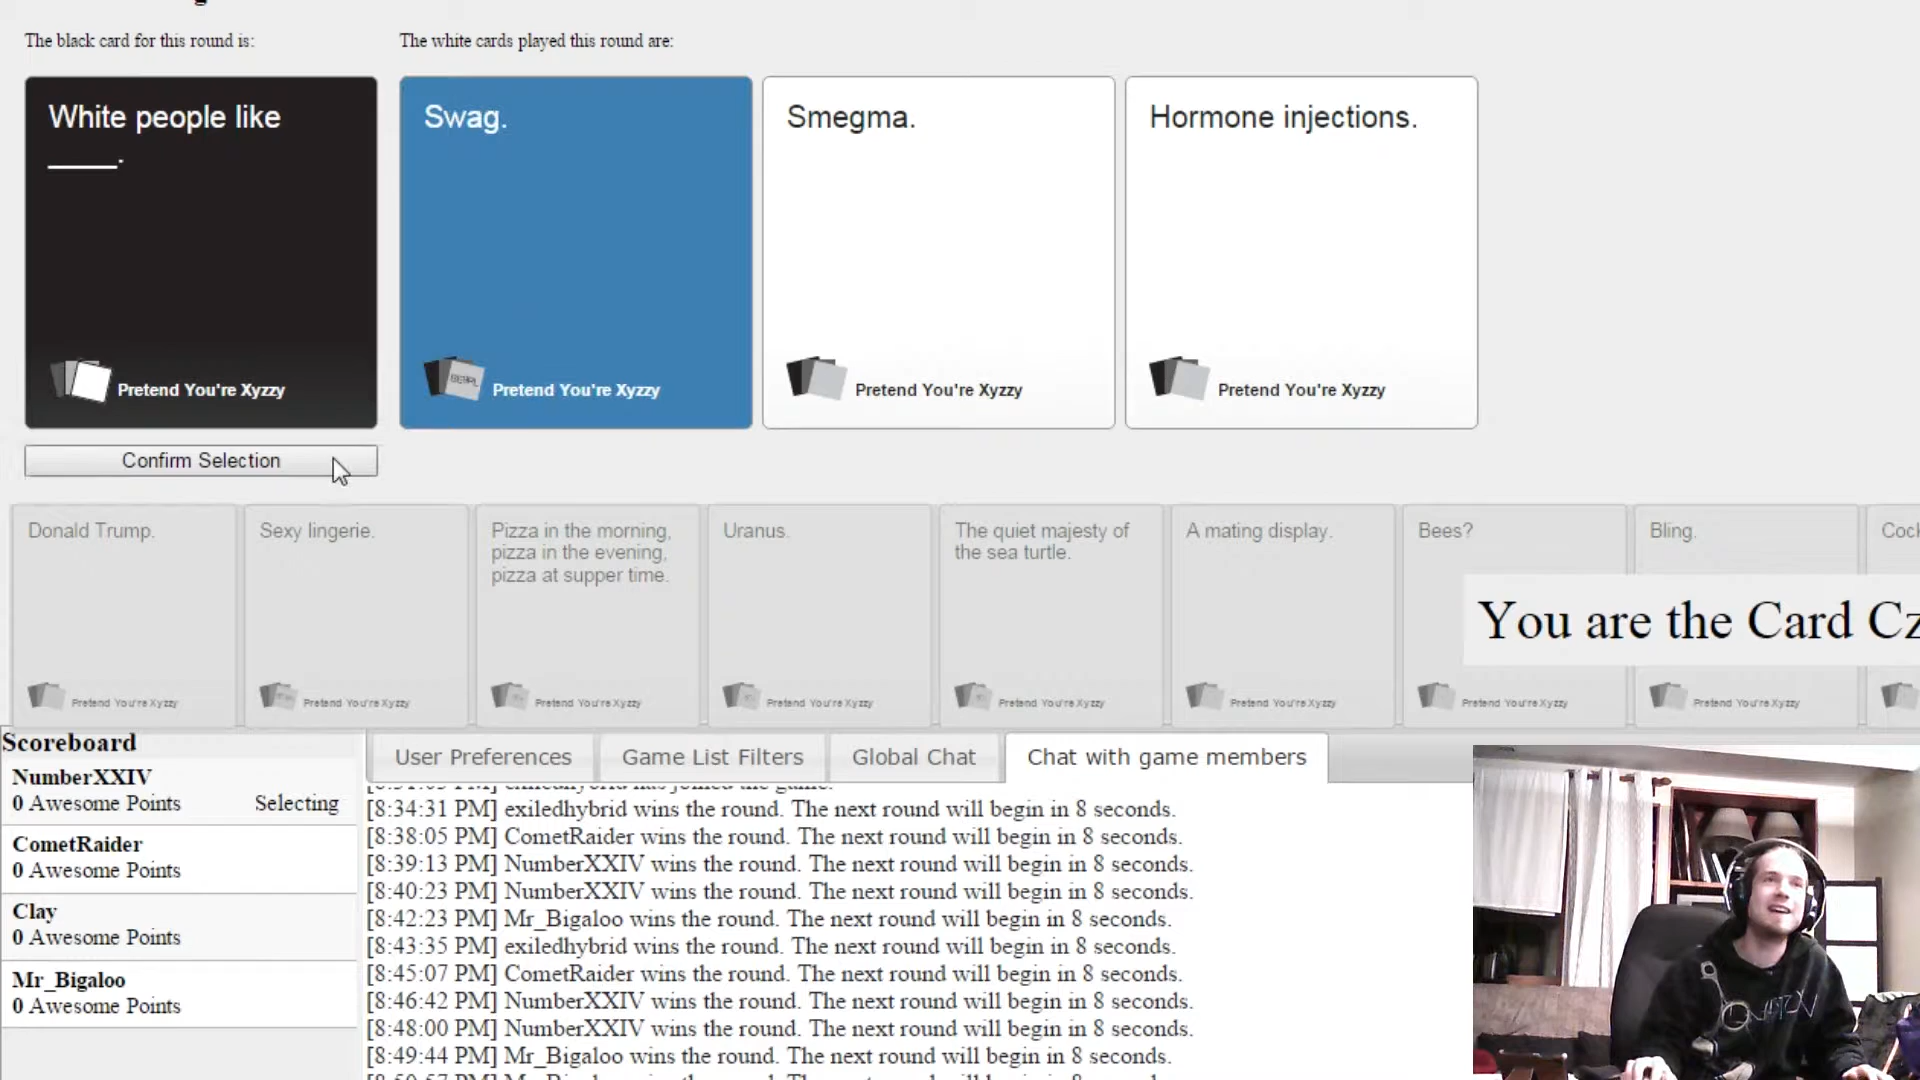 The black card for this round is:
The white cards played this round are:
White people like
_____.
Pretend You're Xyzzy
Swag.
Pretend You're Xyzzy
Smegma.
Pretend You're Xyzzy
Hormone injections.
Pretend You're Xyzzy
Confirm Selection
Donald Trump.
Pretend You're Xyzzy
Sexy lingerie.
Pretend You're Xyzzy
Pizza in the morning,
pizza in the evening,
pizza at supper time.
Pretend You're Xyzzy
Uranus.
Pretend You're Xyzzy
The quiet majesty of
the sea turtle.
Pretend You're Xyzzy
A mating display.
Pretend You're Xyzzy
Bees?
Pretend You're Xyzzy
Bling.
Pretend You're Xyzzy
You are the Card Cz
Scoreboard
NumberXXIV
0 Awesome Points
Selecting
CometRaider
0 Awesome Points
Clay
0 Awesome Points
Mr_Bigaloo
0 Awesome Points
User Preferences
Game List Filters
Global Chat
Chat with game members
[8:34:31 PM] exiledhybrid wins the round. The next round will begin in 8 seconds.
[8:38:05 PM] CometRaider wins the round. The next round will begin in 8 seconds.
[8:39:13 PM] NumberXXIV wins the round. The next round will begin in 8 seconds.
[8:40:23 PM] NumberXXIV wins the round. The next round will begin in 8 seconds.
[8:42:23 PM] Mr_Bigaloo wins the round. The next round will begin in 8 seconds.
[8:43:35 PM] exiledhybrid wins the round. The next round will begin in 8 seconds.
[8:45:07 PM] CometRaider wins the round. The next round will begin in 8 seconds.
[8:46:42 PM] NumberXXIV wins the round. The next round will begin in 8 seconds.
[8:48:00 PM] NumberXXIV wins the round. The next round will begin in 8 seconds.
[8:49:44 PM] Mr_Bigaloo wins the round. The next round will begin in 8 seconds.